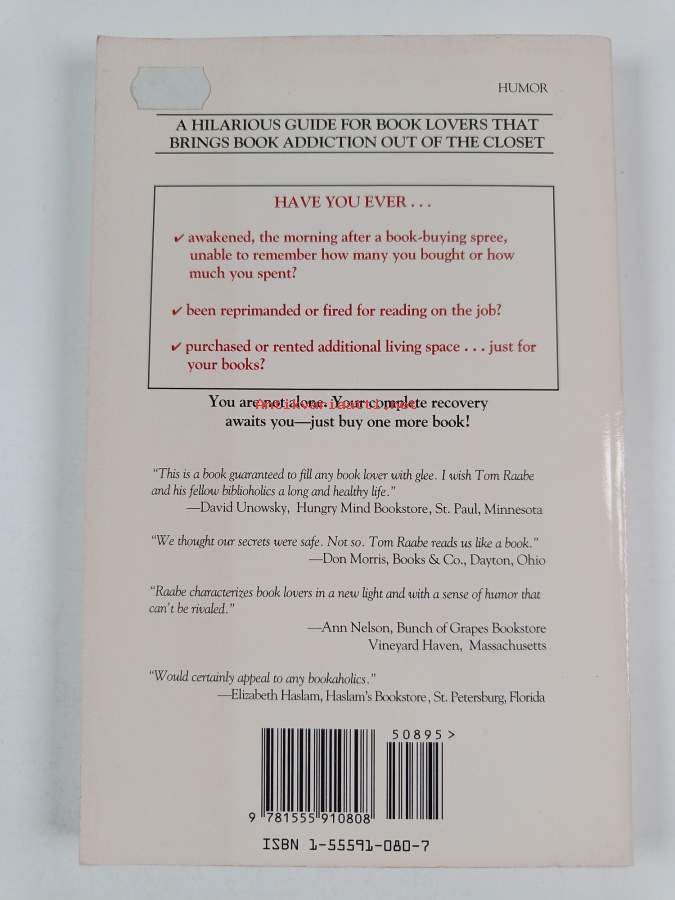 HUMOR
A HILARIOUS GUIDE FOR BOOK LOVERS THAT
BRINGS BOOK ADDICTION OUT OF THE CLOSET
HAVE YOU EVER . . .
✔ awakened, the morning after a book-buying spree,
unable to remember how many you bought or how
much you spent?
✔ been reprimanded or fired for reading on the job?
✔ purchased or rented additional living space . . . just for
your books?
You are not alone. Your complete recovery
Antikvariaatti.net
awaits you—just buy one more book!
“This is a book guaranteed to fill any book lover with glee. I wish Tom Raabe
and his fellow biblioholics a long and healthy life.”
—David Unowsky, Hungry Mind Bookstore, St. Paul, Minnesota
“We thought our secrets were safe. Not so. Tom Raabe reads us like a book.”
—Don Morris, Books & Co., Dayton, Ohio
“Raabe characterizes book lovers in a new light and with a sense of humor that
can't be rivaled.”
—Ann Nelson, Bunch of Grapes Bookstore
Vineyard Haven, Massachusetts
“Would certainly appeal to any bookaholics.”
—Elizabeth Haslam, Haslam's Bookstore, St. Petersburg, Florida
50895>
9 781555 910808
ISBN 1-55591-080-7